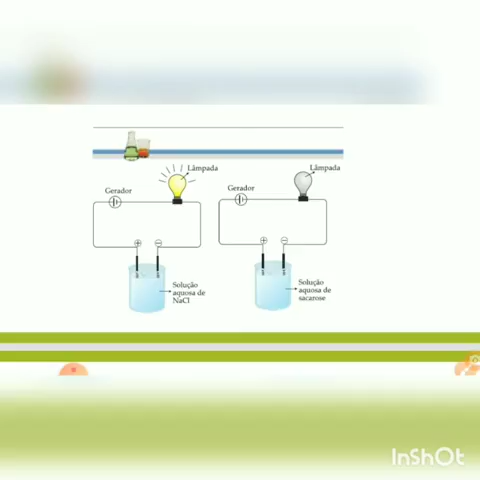 Lâmpada
Gerador
+
−
Solução
aquosa de
NaCl
Lâmpada
Gerador
+
−
Solução
aquosa de
sacarose
InShOt